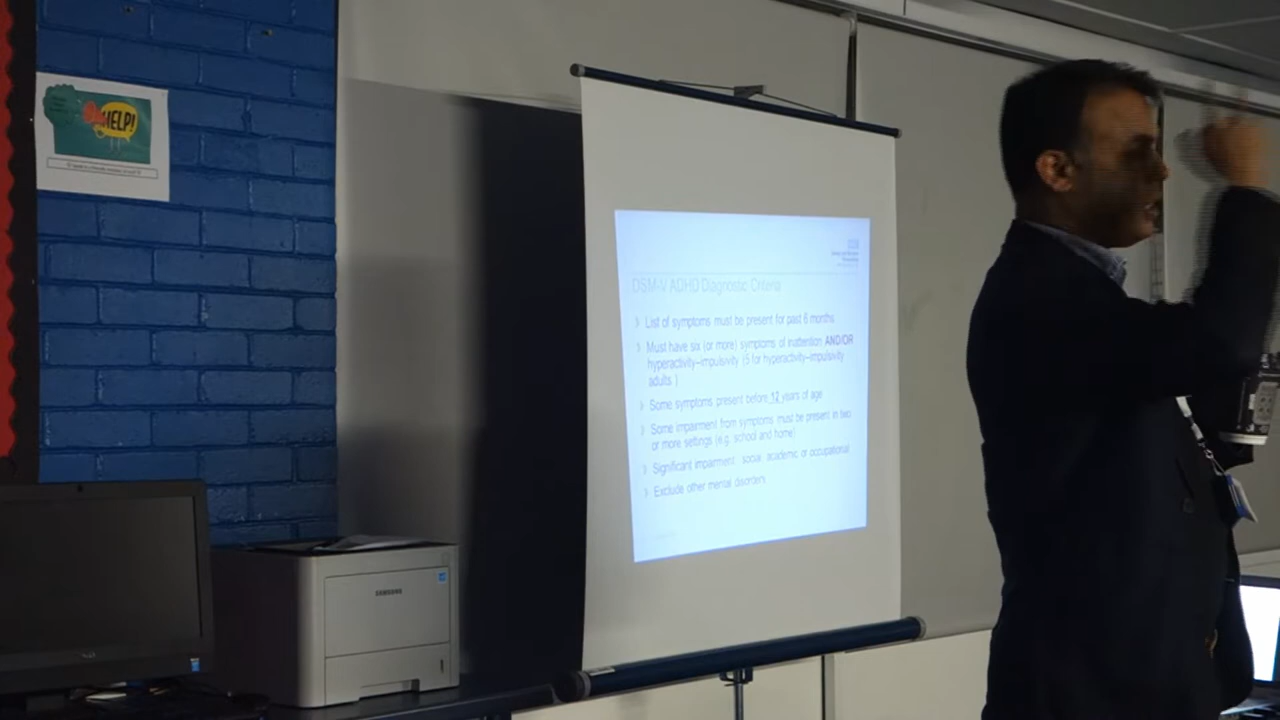 HELP!
DSM-V ADHD Diagnostic Criteria
List of symptoms must be present for past 6 months
Must have six (or more) symptoms of inattention AND/OR
hyperactivity–impulsivity (5 for hyperactivity–impulsivity
adults )
Some symptoms present before 12 years of age
Some impairment from symptoms must be present in two
or more settings (e.g. school and home)
Significant impairment : social, academic or occupational
Exclude other mental disorders
SAMSUNG